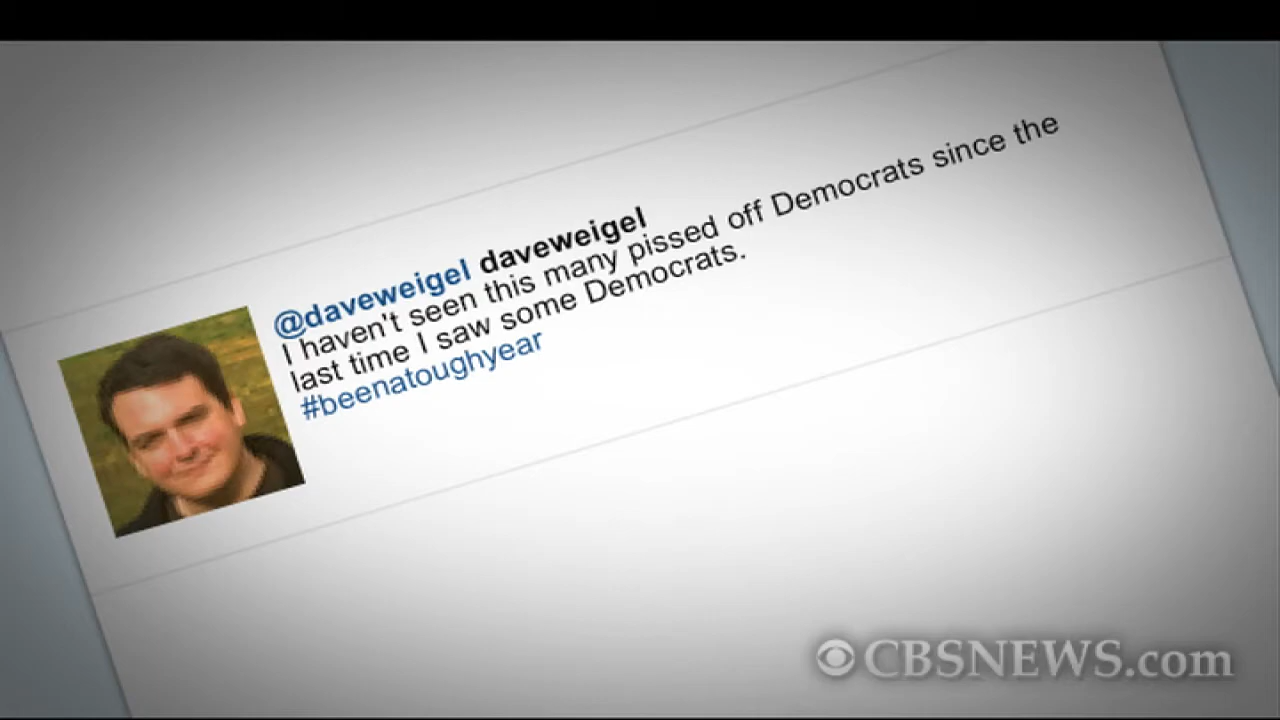 @daveweigel daveweigel
I haven't seen this many pissed off Democrats since the
last time I saw some Democrats.
#beenatoughyear
CBSNEWS.com